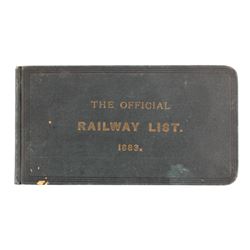 THE OFFICIAL
RAILWAY LIST.
1883.